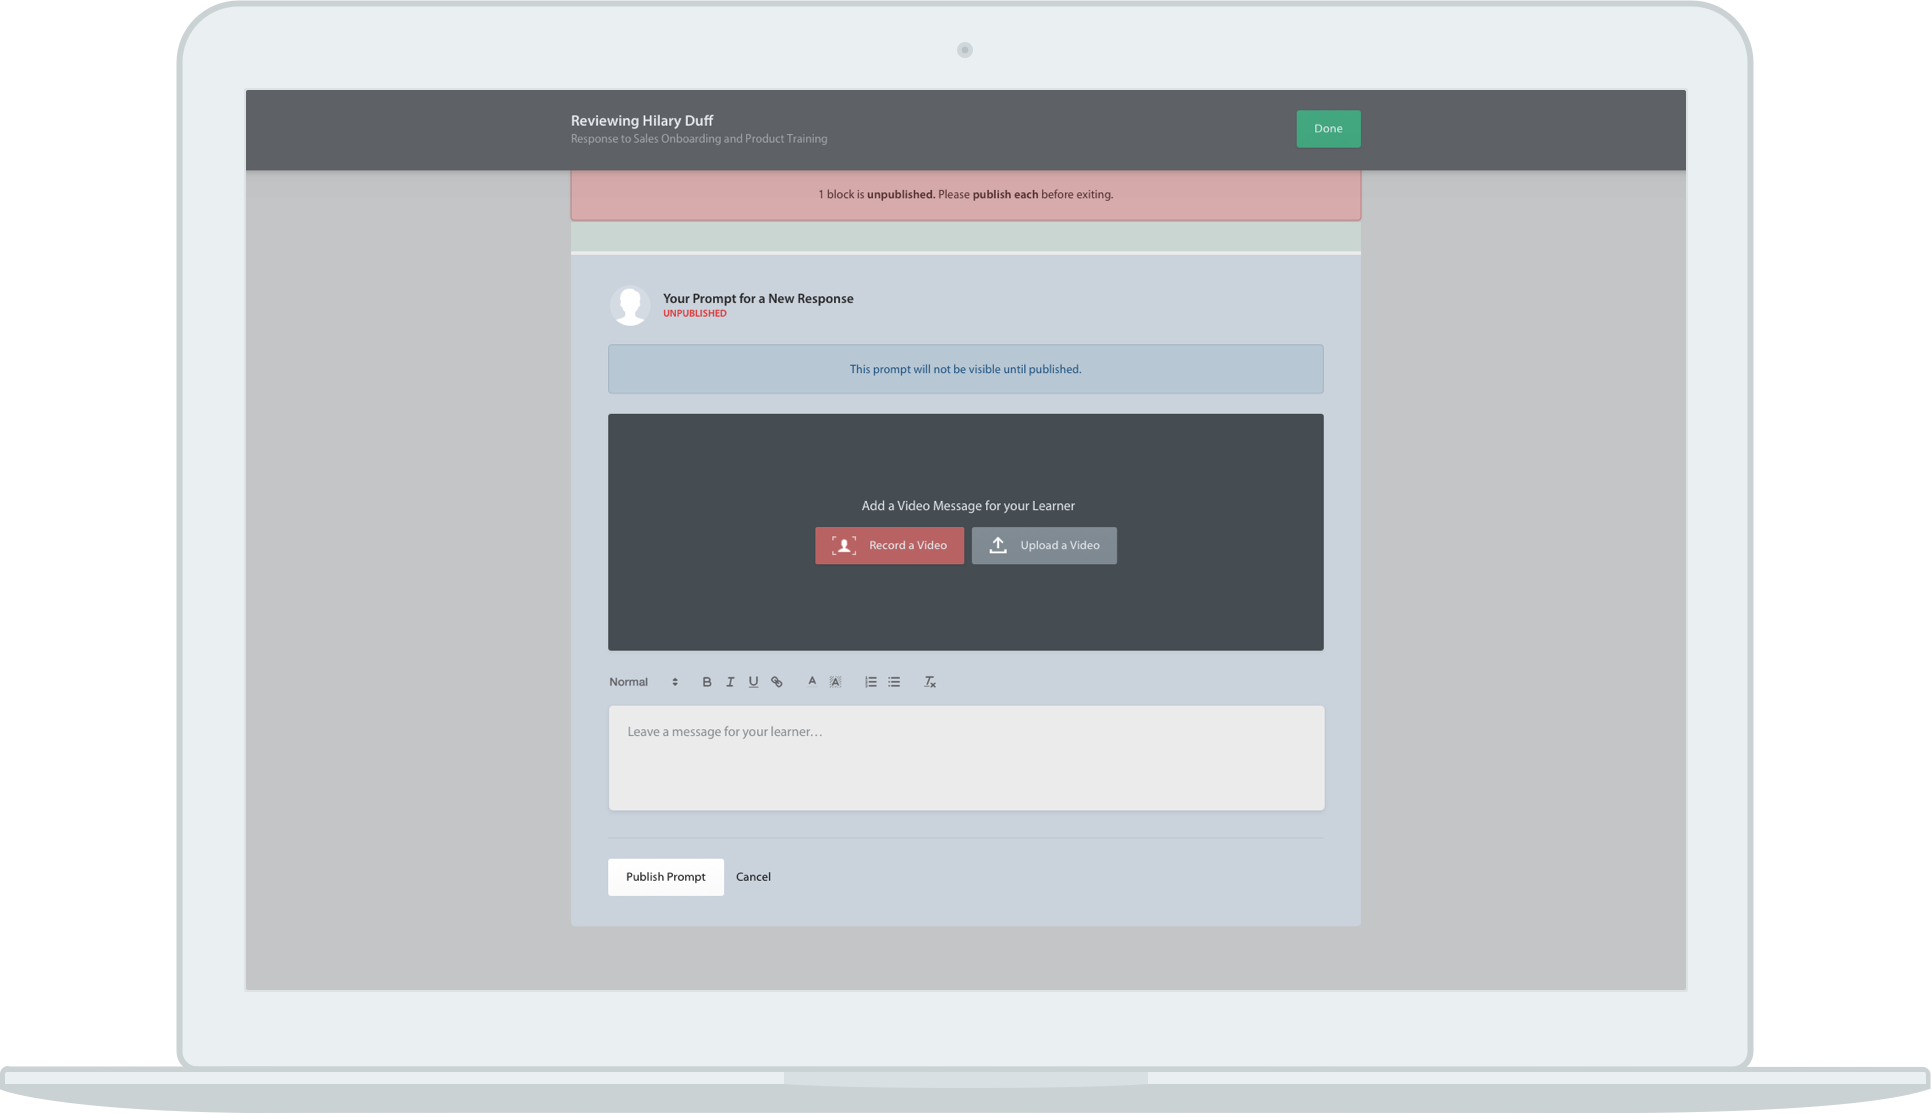 Reviewing Hilary Duff
Response to Sales Onboarding and Product Training
Done
1 block is unpublished. Please publish each before exiting.
Your Prompt for a New Response
UNPUBLISHED
This prompt will not be visible until published.
Add a Video Message for your Learner
Record a Video
Upload a Video
Normal
Leave a message for your learner...
Publish Prompt
Cancel